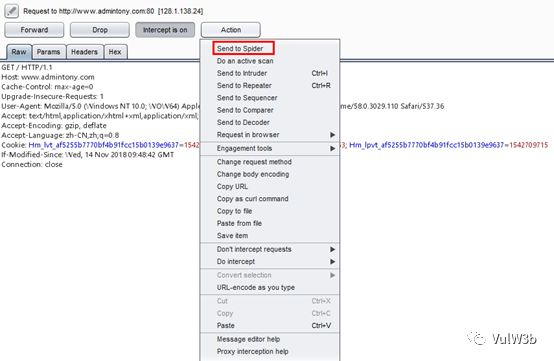 Request to http://www.admintony.com:80 [128.1.138.24]
Forward Drop Intercept is on Action
Raw Params Headers Hex
GET / HTTP/1.1
Host: www.admintony.com
Cache-Control: max-age=0
Upgrade-Insecure-Requests: 1
User-Agent: Mozilla/5.0 (\Windows NT 10.0; \WO\W64) Apple me/58.0.3029.110 Safari/537.36
Accept: text/html,application/xhtml+xml,application/xml;
Accept-Encoding: gzip, deflate
Accept-Language: zh-CN,zh;q=0.8
Cookie: Hm_lvt_af5255b7770bf4b91fcc15b0139e9637=1542 3; Hm_lpvt_af5255b7770bf4b91fcc15b0139e9637=1542709715
If-Modified-Since: \Wed, 14 Nov 2018 09:48:42 GMT
Connection: close
Send to Spider
Do an active scan
Send to Intruder Ctrl+I
Send to Repeater Ctrl+R
Send to Sequencer
Send to Comparer
Send to Decoder
Request in browser
Engagement tools
Change request method
Change body encoding
Copy URL
Copy as curl command
Copy to file
Paste from file
Save item
Don't intercept requests
Do intercept
Convert selection
URL-encode as you type
Cut Ctrl+X
Copy Ctrl+C
Paste Ctrl+V
Message editor help
Proxy interception help
VulW3b